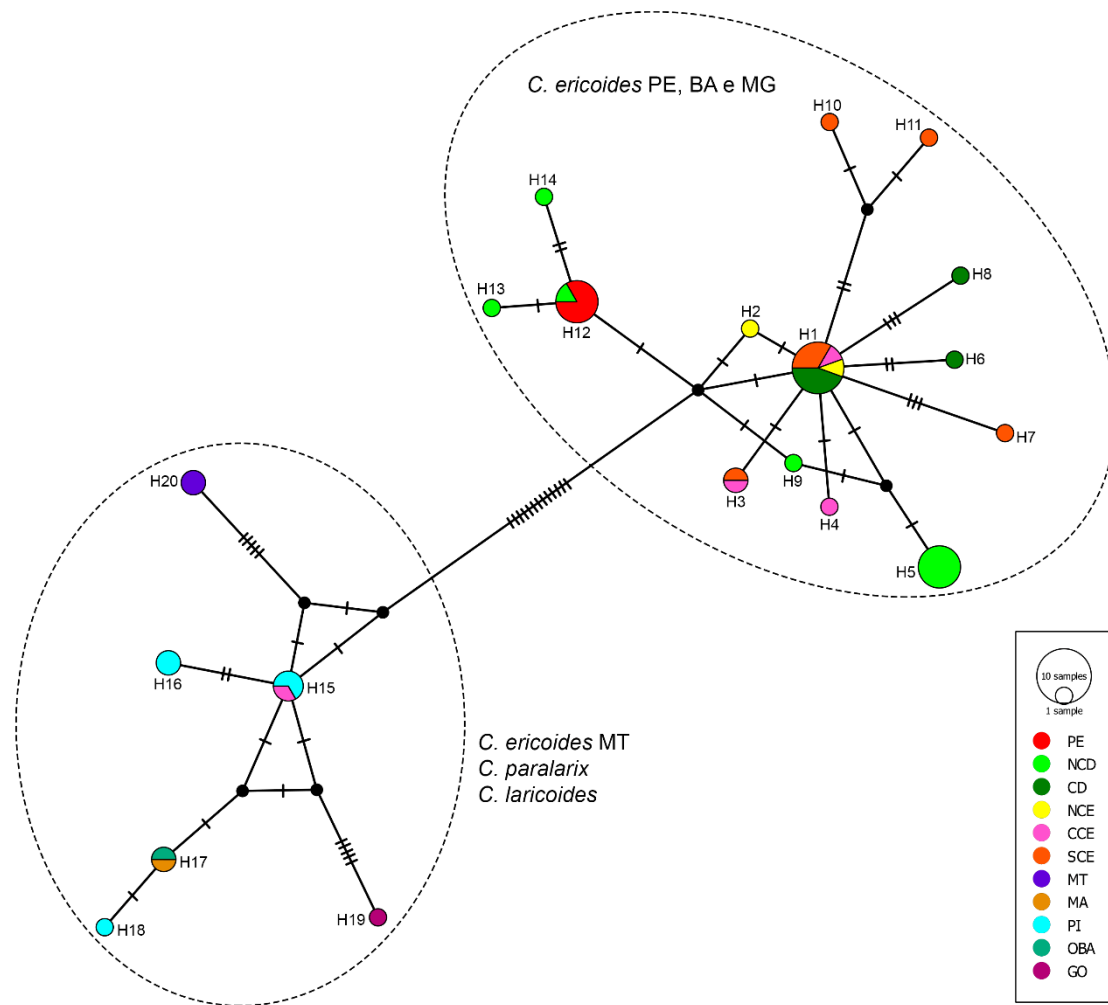 C. ericoides PE, BA e MG
H10
H11
H14
H8
H13
H2
H1
H12
H6
H7
H20
H9
H3
H4
H5
H16
H15
10 samples
1 sample
C. ericoides MT
C. paralarix
C. laricoides
PE
NCD
CD
NCE
CCE
SCE
MT
MA
PI
OBA
GO
H17
H19
H18